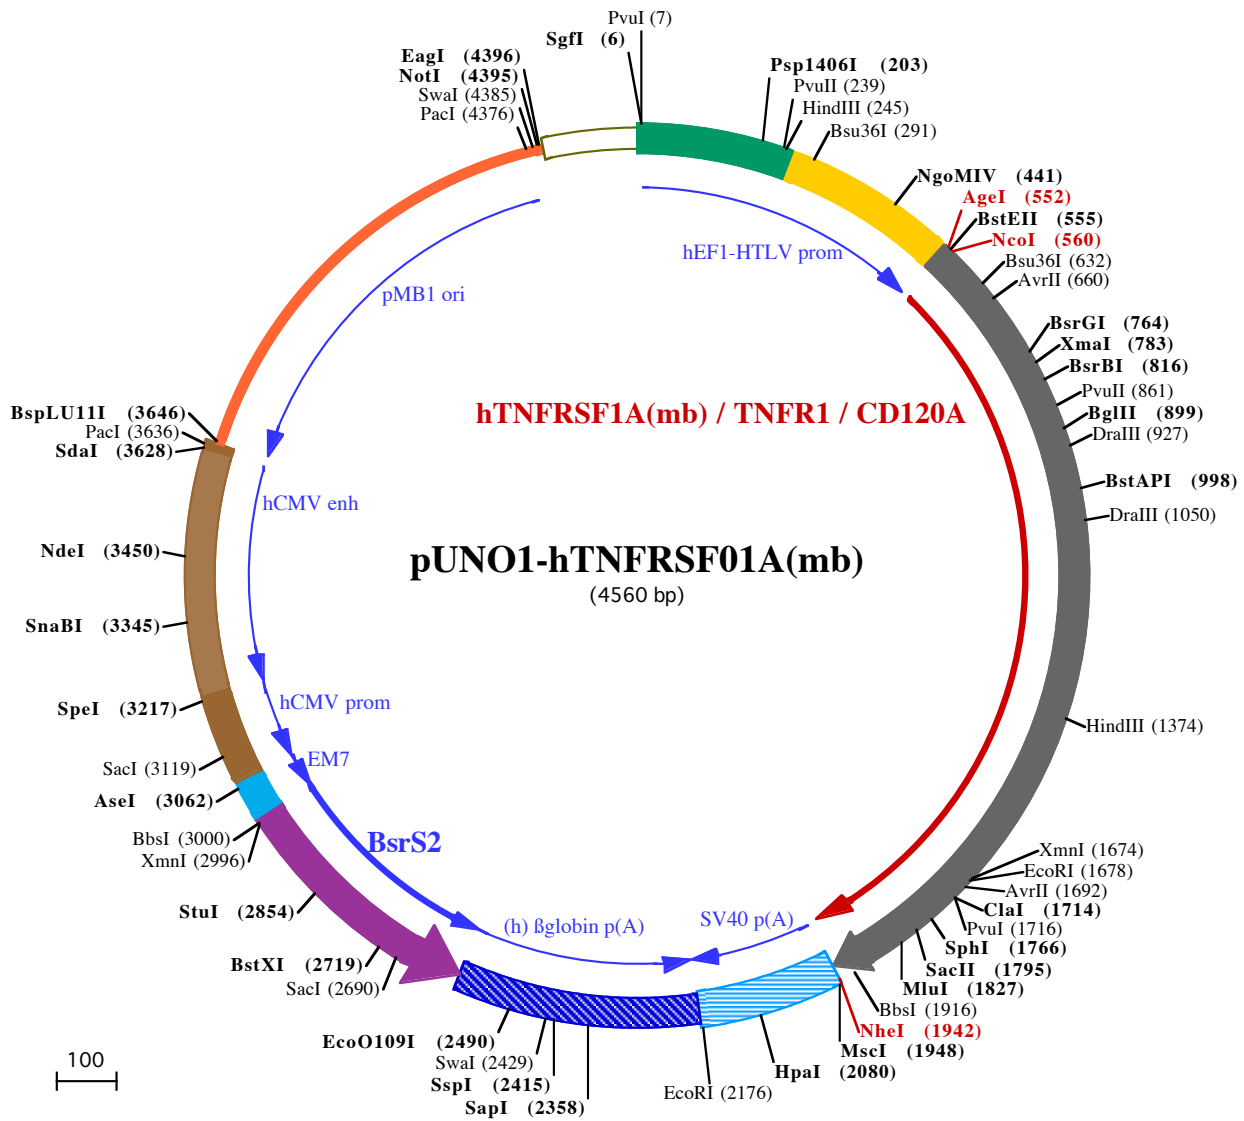 PvuI (7)
SgfI (6)
EagI (4396)
NotI (4395)
SwaI (4385)
PacI (4376)
Psp1406I (203)
PvuII (239)
HindIII (245)
Bsu36I (291)
NgoMIV (441)
AgeI (552)
BstEII (555)
NcoI (560)
Bsu36I (632)
AvrII (660)
BsrGI (764)
XmaI (783)
BsrBI (816)
PvuII (861)
BglII (899)
DraIII (927)
BstAPI (998)
DraIII (1050)
HindIII (1374)
XmnI (1674)
EcoRI (1678)
AvrII (1692)
ClaI (1714)
PvuI (1716)
SphI (1766)
SacII (1795)
MluI (1827)
BbsI (1916)
NheI (1942)
MscI (1948)
HpaI (2080)
EcoRI (2176)
SapI (2358)
SspI (2415)
SwaI (2429)
EcoO109I (2490)
SacI (2690)
BstXI (2719)
StuI (2854)
XmnI (2996)
BbsI (3000)
AseI (3062)
SacI (3119)
SpeI (3217)
SnaBI (3345)
NdeI (3450)
SdaI (3628)
PacI (3636)
BspLU11I (3646)
hEF1-HTLV prom
pMB1 ori
hTNFRSF1A(mb) / TNFR1 / CD120A
hCMV enh
pUNO1-hTNFRSF01A(mb)
(4560 bp)
hCMV prom
EM7
BsrS2
(h) ßglobin p(A)
SV40 p(A)
100